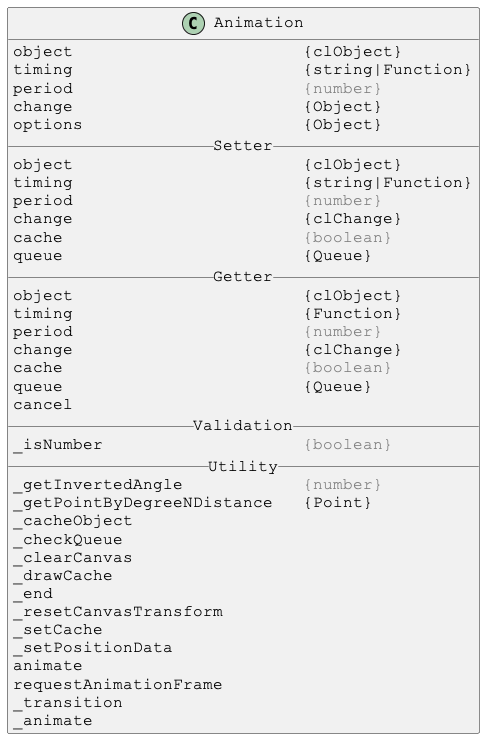 C Animation
object {clObject}
timing {string|Function}
period {number}
change {Object}
options {Object}
Setter
object {clObject}
timing {string|Function}
period {number}
change {clChange}
cache {boolean}
queue {Queue}
Getter
object {clObject}
timing {Function}
period {number}
change {clChange}
cache {boolean}
queue {Queue}
cancel
Validation
_isNumber {boolean}
Utility
_getInvertedAngle {number}
_getPointByDegreeNDistance {Point}
_cacheObject
_checkQueue
_clearCanvas
_drawCache
_end
_resetCanvasTransform
_setCache
_setPositionData
animate
requestAnimationFrame
_transition
_animate